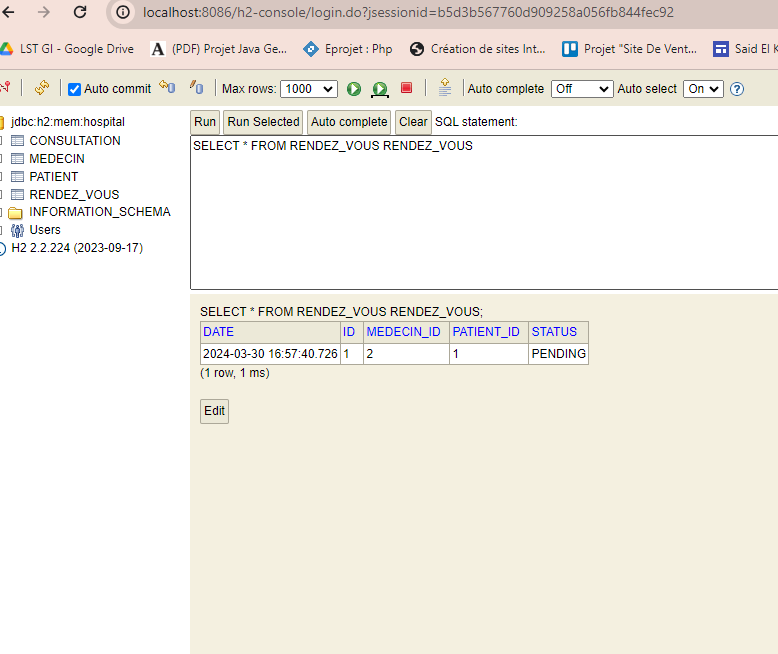 localhost:8086/h2-console/login.do?jsessionid=b5d3b567760d909258a056fb844fec92
LST GI - Google Drive (PDF) Projet Java Ge... Eprojet : Php Création de sites Int... Projet "Site De Vent... Said El K
Auto commit Max rows: 1000 Auto complete Off Auto select On ?
jdbc:h2:mem:hospital
CONSULTATION
MEDECIN
PATIENT
RENDEZ_VOUS
INFORMATION_SCHEMA
Users
H2 2.2.224 (2023-09-17)
Run Run Selected Auto complete Clear SQL statement:
SELECT * FROM RENDEZ_VOUS RENDEZ_VOUS
SELECT * FROM RENDEZ_VOUS RENDEZ_VOUS;
DATE ID MEDECIN_ID PATIENT_ID STATUS
2024-03-30 16:57:40.726 1 2 1 PENDING
(1 row, 1 ms)
Edit